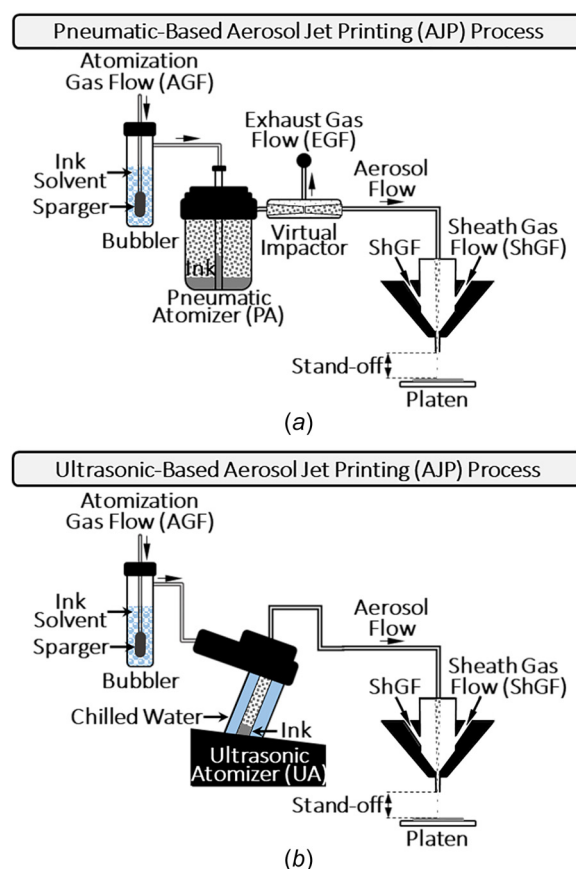 Pneumatic-Based Aerosol Jet Printing (AJP) Process
Atomization
Gas Flow (AGF)
Ink
Solvent
Sparger
Bubbler
Exhaust Gas
Flow (EGF)
Virtual
Impactor
Ink
Pneumatic
Atomizer (PA)
Aerosol
Flow
ShGF
Sheath Gas
Flow (ShGF)
Stand-off
Platen
(a)
Ultrasonic-Based Aerosol Jet Printing (AJP) Process
Atomization
Gas Flow (AGF)
Ink
Solvent
Sparger
Bubbler
Chilled Water
Ink
Ultrasonic
Atomizer (UA)
Aerosol
Flow
ShGF
Sheath Gas
Flow (ShGF)
Stand-off
Platen
(b)